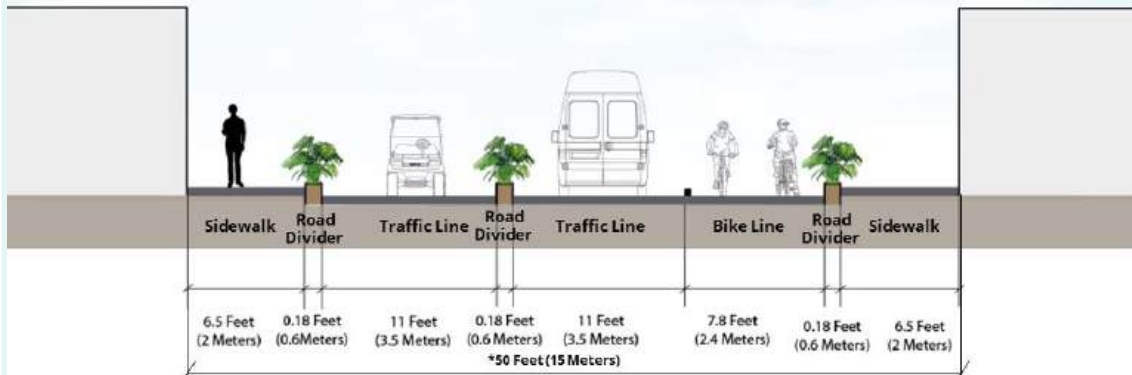 Sidewalk
Road
Divider
Traffic Line
Road
Divider
Traffic Line
Bike Line
Road
Divider
Sidewalk
6.5 Feet
(2 Meters)
0.18 Feet
(0.6Meters)
11 Feet
(3.5 Meters)
0.18 Feet
(0.6 Meters)
11 Feet
(3.5 Meters)
7.8 Feet
(2.4 Meters)
0.18 Feet
(0.6 Meters)
6.5 Feet
(2 Meters)
*50 Feet (15 Meters)